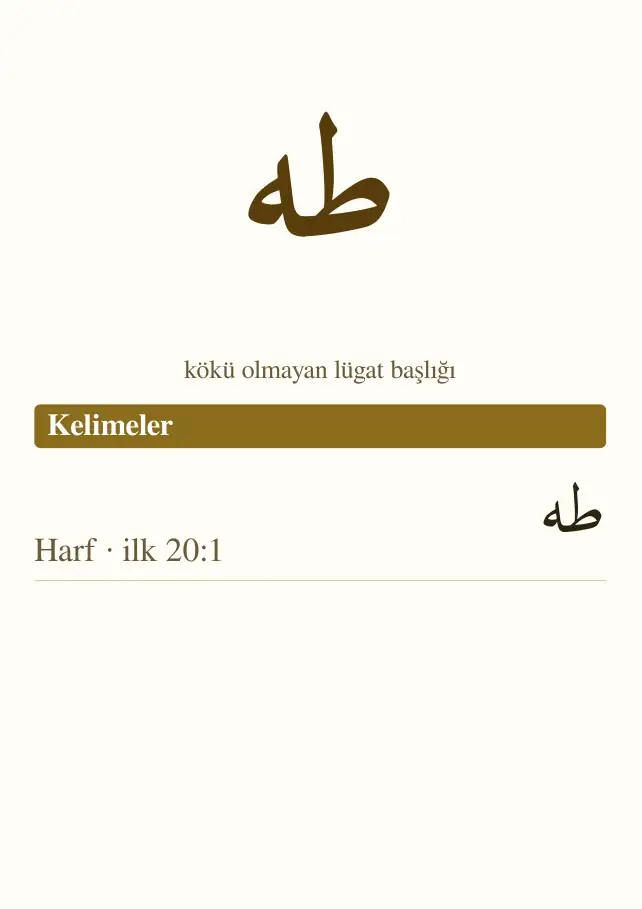 طه
kökü olmayan lügat başlığı
Kelimeler
طه
Harf · ilk 20:1